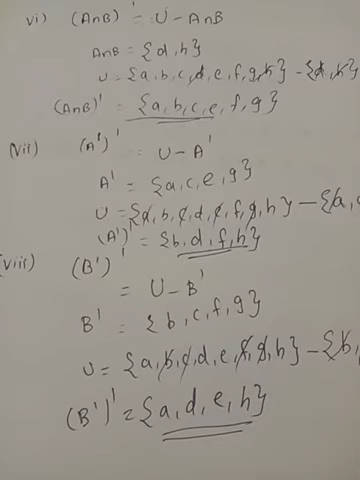 vi) (A∩B)' = U - A∩B
A∩B = {d, h}
U = {a, b, c, d, e, f, g, h} - {d, h}
(A∩B)' = {a, b, c, e, f, g}
(vii) (A')' = U - A'
A' = {a, c, e, g}
U = {a, b, c, d, e, f, g, h} - {a,
(A')' = {b, d, f, h}
(viii) (B')'
= U - B'
B' = {b, c, f, g}
U = {a, b, c, d, e, f, g, h} - {b,
(B')' = {a, d, e, h}